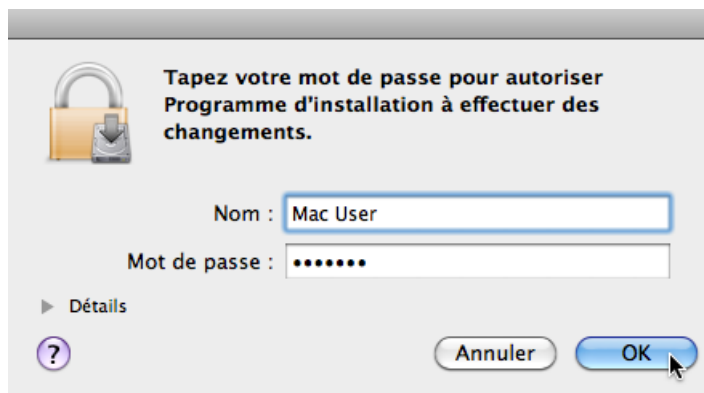 Tapez votre mot de passe pour autoriser
Programme d'installation à effectuer des
changements.
Nom : Mac User
Mot de passe : •••••••
Détails
? Annuler OK